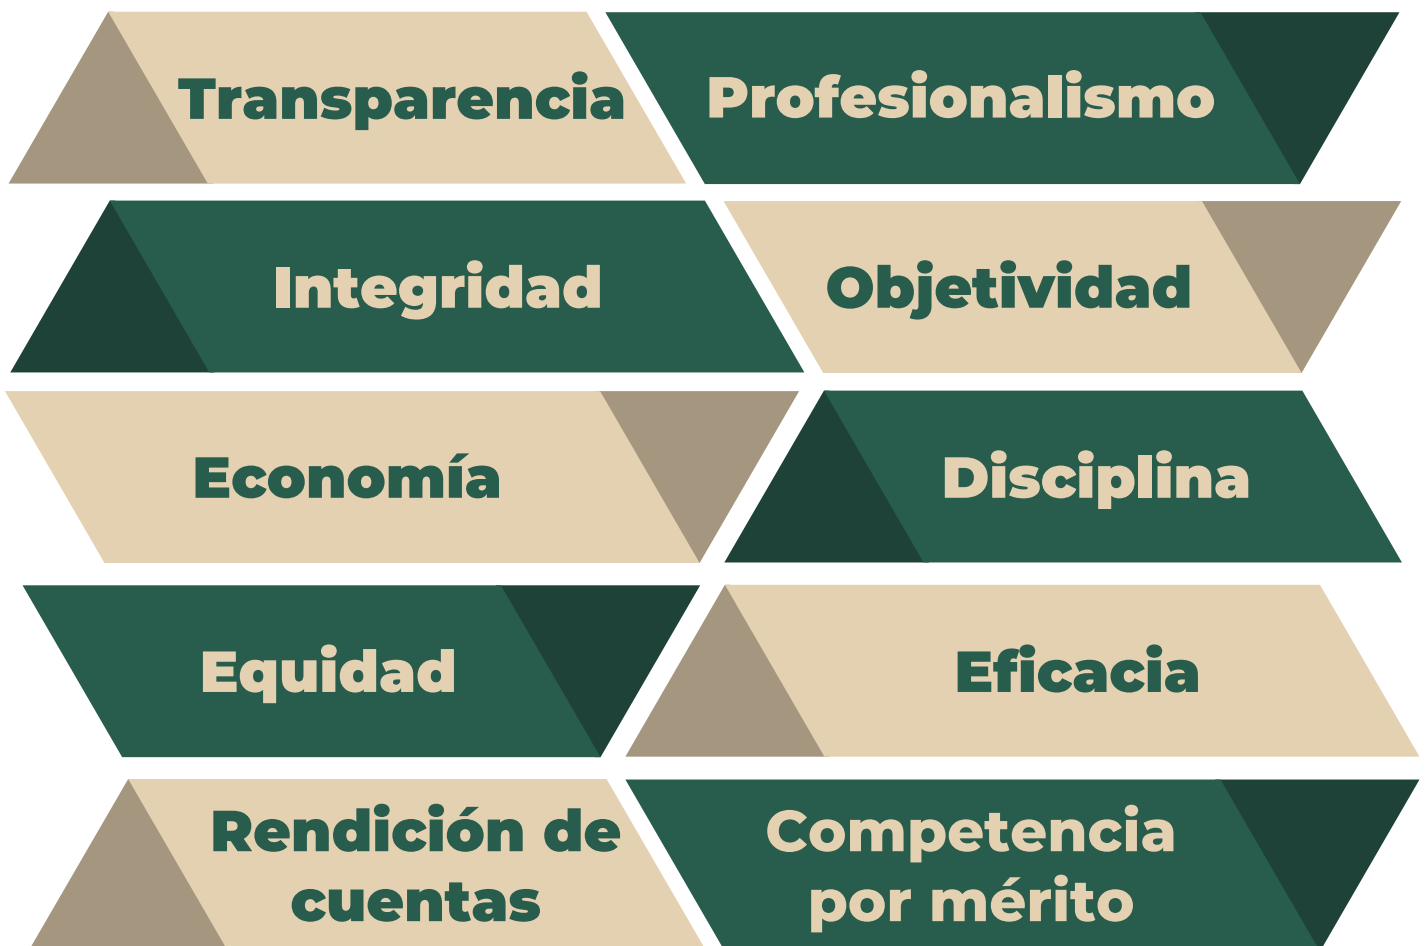 Transparencia
Profesionalismo
Integridad
Objetividad
Economía
Disciplina
Equidad
Eficacia
Rendición de
cuentas
Competencia
por mérito